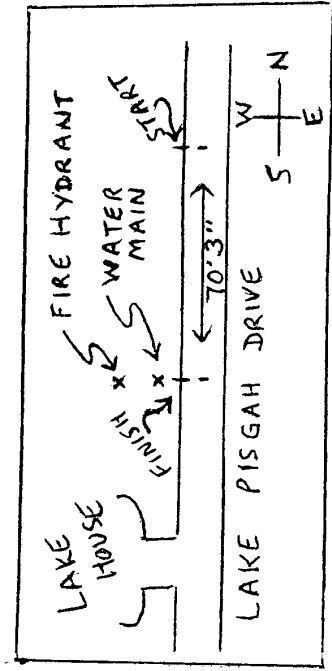 LAKE
HOUSE
FIRE HYDRANT
WATER
MAIN
FINISH
START
70'3"
W
N
S
E
LAKE PISGAH DRIVE